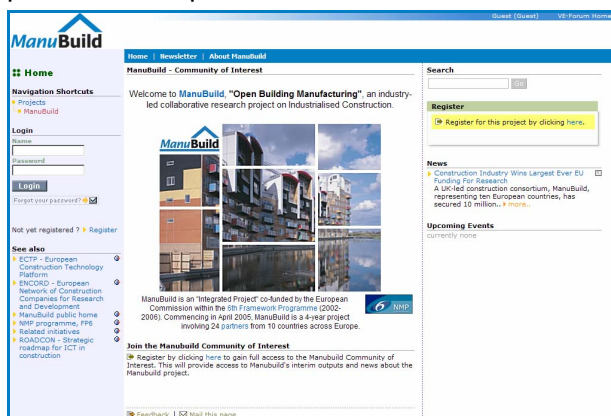 Guest (Guest) VE-Forum Home
ManuBuild
Home | Newsletter | About ManuBuild
Home
Navigation Shortcuts
Projects
ManuBuild
Login
Name
Password
Login
Forgot your password?
Not yet registered ? Register
See also
ECTP - European
Construction Technology
Platform
ENCORD - European
Network of Construction
Companies for Research
and Development
ManuBuild public home
NMP programme, FP6
Related initiatives
ROADCON - Strategic
roadmap for ICT in
construction
ManuBuild - Community of Interest
Welcome to ManuBuild, "Open Building Manufacturing", an industry-
led collaborative research project on Industrialised Construction.
ManuBuild
ManuBuild is an "Integrated Project" co-funded by the European
Commission within the 6th Framework Programme (2002-
2006). Commencing in April 2005, ManuBuild is a 4-year project
involving 24 partners from 10 countries across Europe.
6 NMP
Join the Manubuild Community of Interest
Register by clicking here to gain full access to the Manubuild Community of
Interest. This will provide access to Manubuild's interim outputs and news about the
Manubuild project.
Feedback | Mail this page
Search
Go
Register
Register for this project by clicking here.
News
Construction Industry Wins Largest Ever EU
Funding For Research
A UK-led construction consortium, ManuBuild,
representing ten European countries, has
secured 10 million.. more..
Upcoming Events
currently none